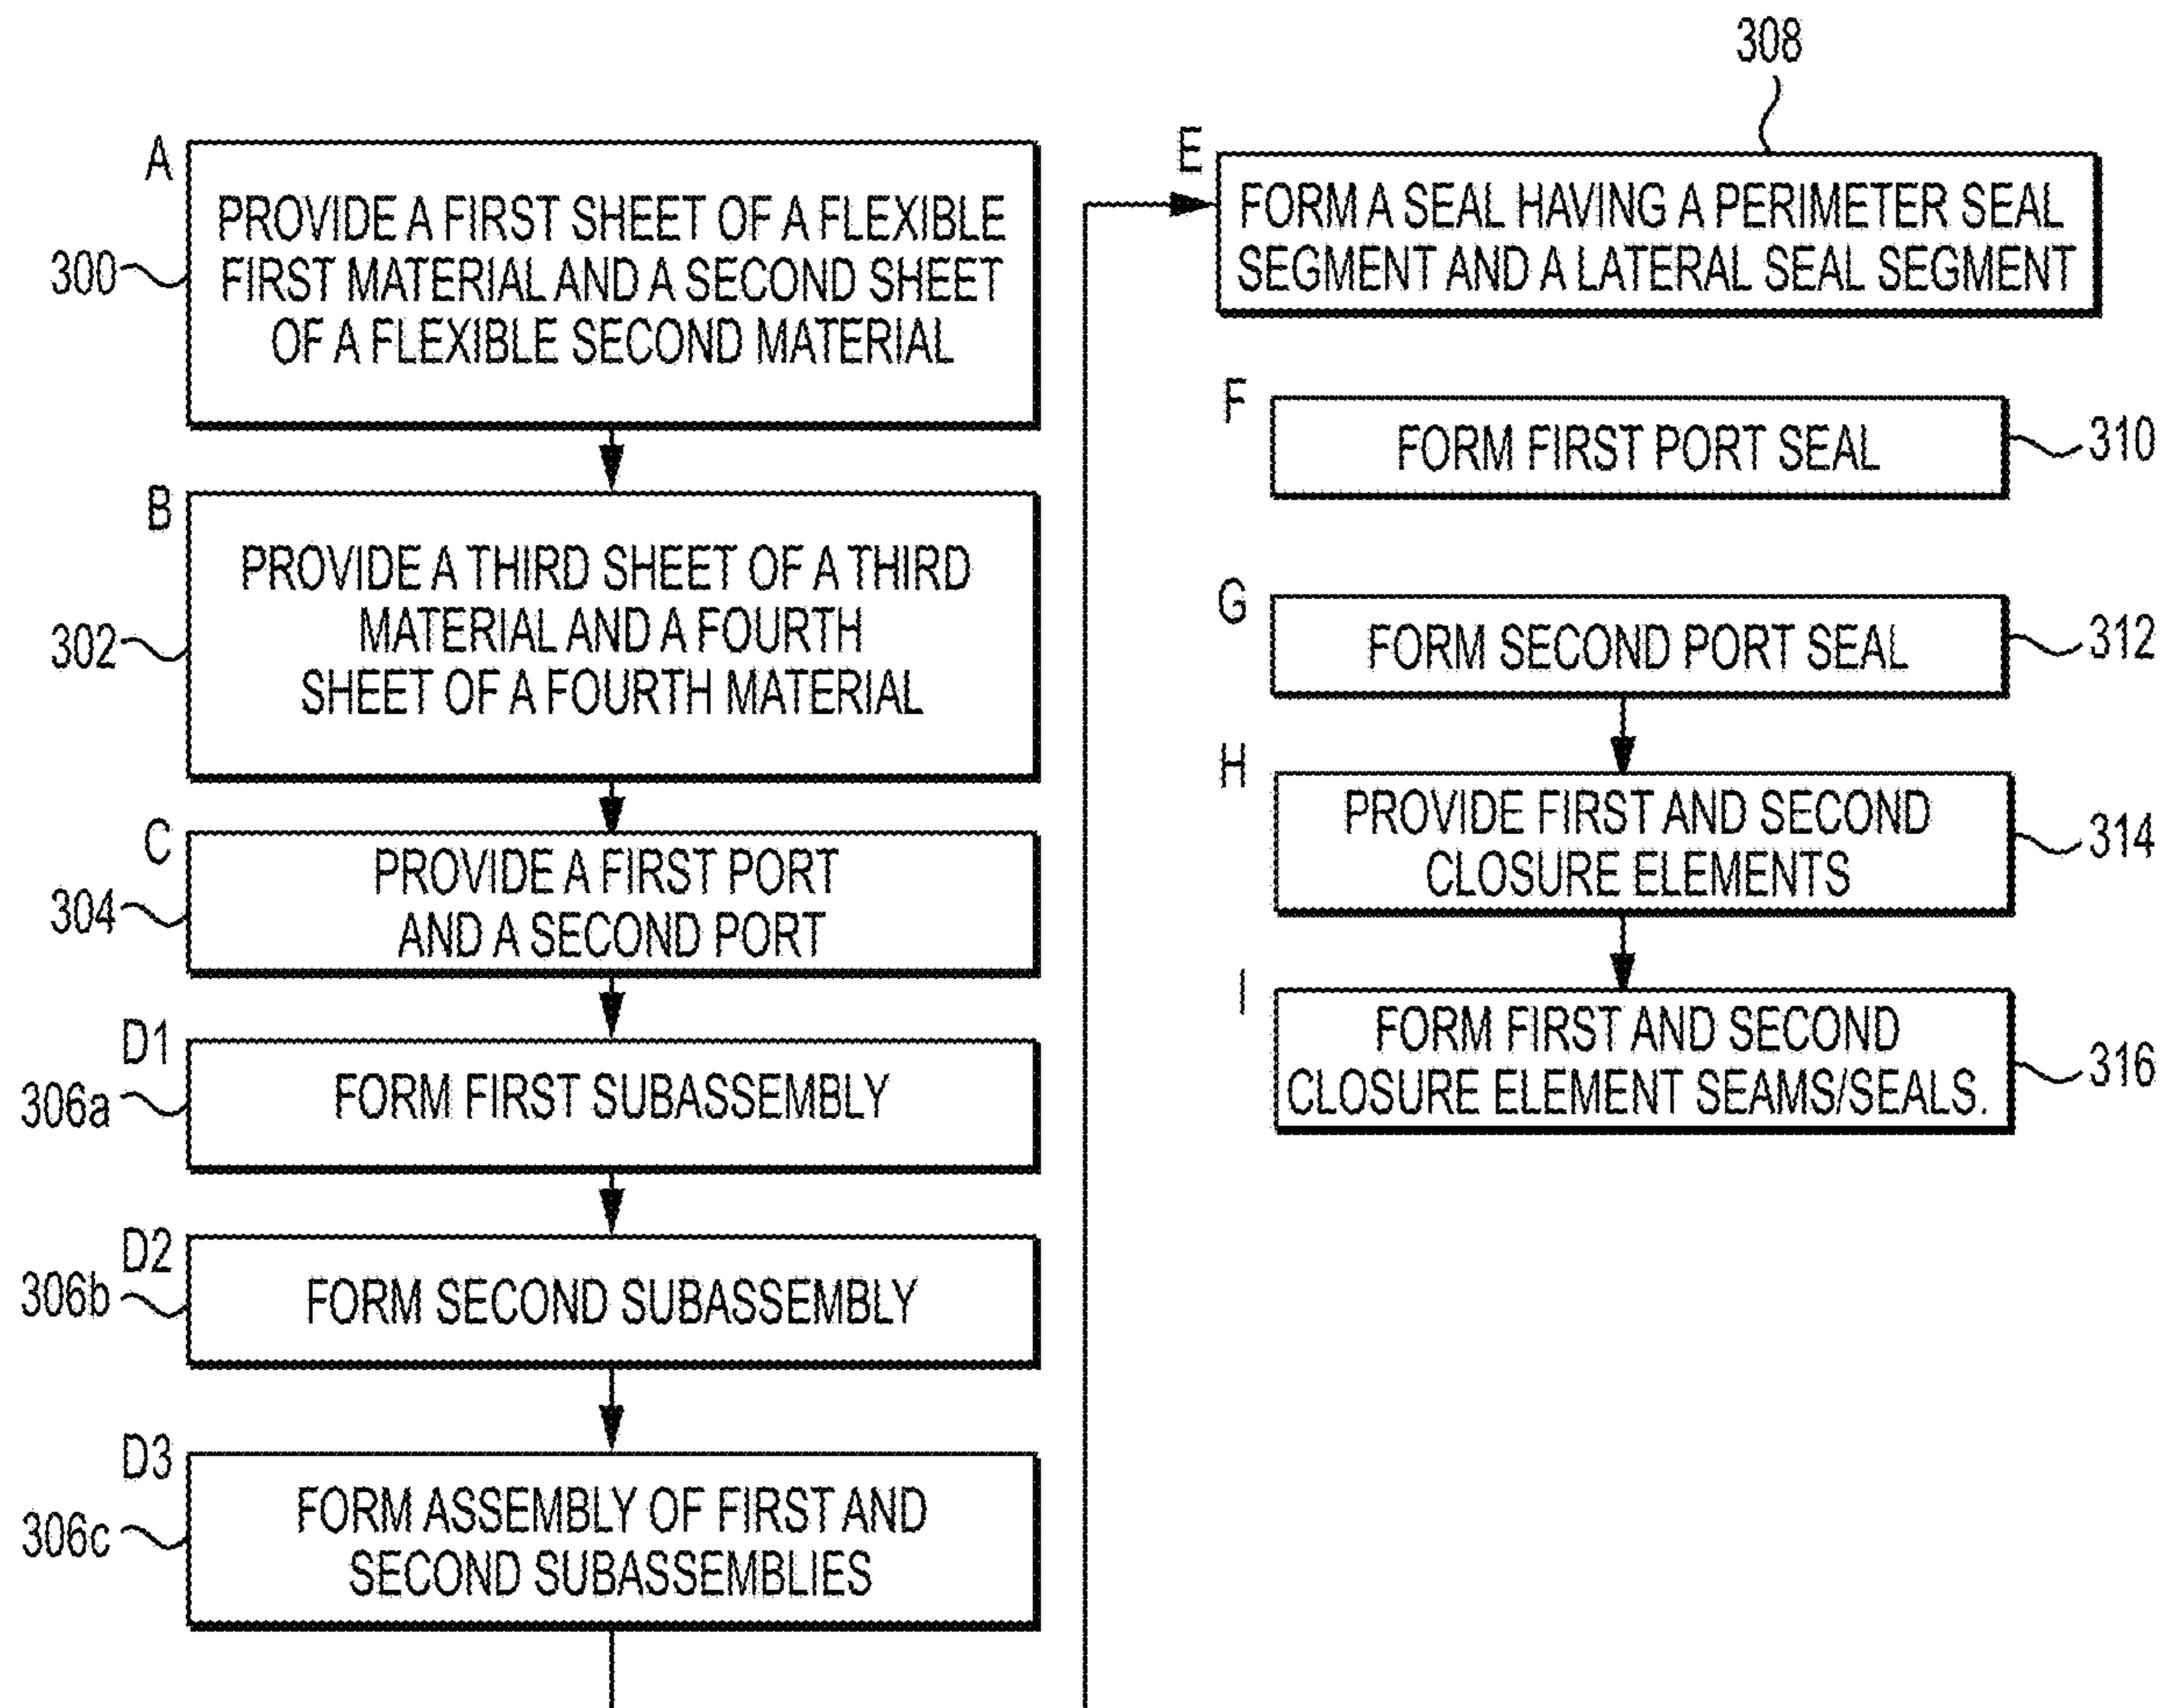 A
300
PROVIDE A FIRST SHEET OF A FLEXIBLE
FIRST MATERIAL AND A SECOND SHEET
OF A FLEXIBLE SECOND MATERIAL
B
302
PROVIDE A THIRD SHEET OF A THIRD
MATERIAL AND A FOURTH
SHEET OF A FOURTH MATERIAL
C
304
PROVIDE A FIRST PORT
AND A SECOND PORT
D1
306a
FORM FIRST SUBASSEMBLY
D2
306b
FORM SECOND SUBASSEMBLY
D3
306c
FORM ASSEMBLY OF FIRST AND
SECOND SUBASSEMBLIES
308
E
FORM A SEAL HAVING A PERIMETER SEAL
SEGMENT AND A LATERAL SEAL SEGMENT
F
FORM FIRST PORT SEAL
310
G
FORM SECOND PORT SEAL
312
H
PROVIDE FIRST AND SECOND
CLOSURE ELEMENTS
314
I
FORM FIRST AND SECOND
CLOSURE ELEMENT SEAMS/SEALS.
316